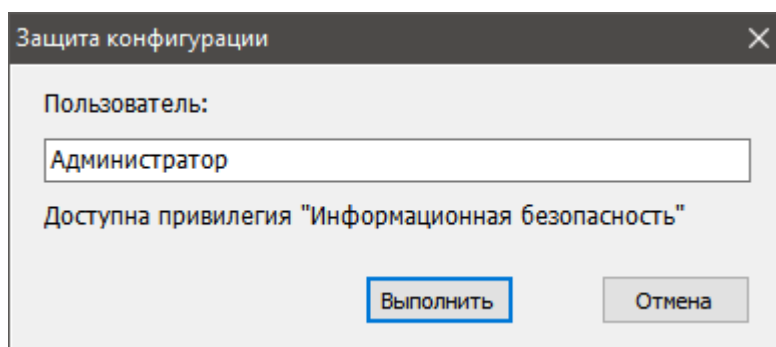 Защита конфигурации
Пользователь:
Администратор
Доступна привилегия "Информационная безопасность"
Выполнить Отмена